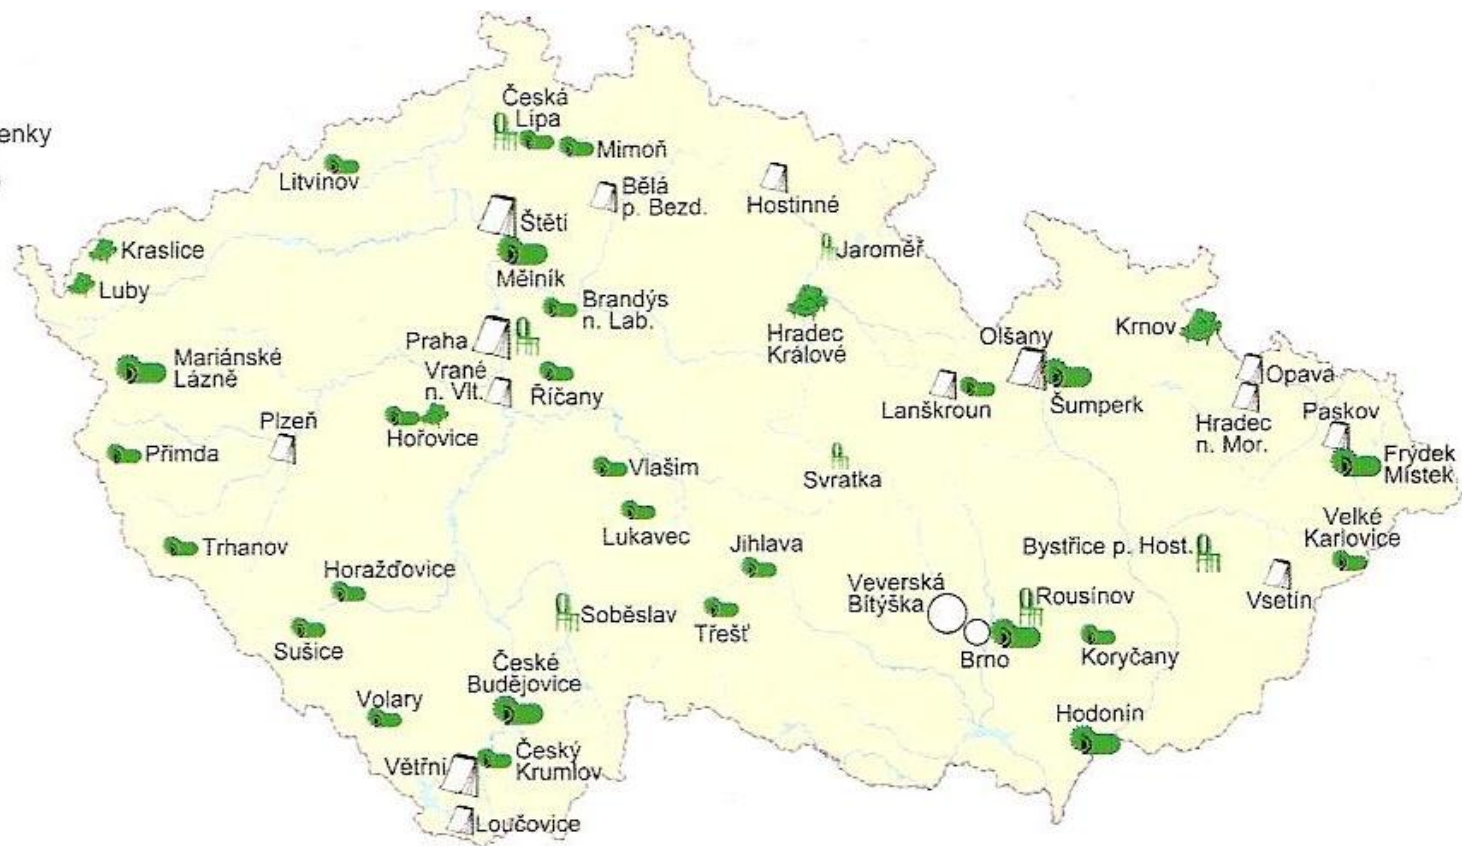 enky
Česká
Lípa
Mimoň
Litvínov
Bělá
p. Bezd.
Hostinné
Štětí
Jaroměř
Kraslice
Mělník
Luby
Brandýs
n. Lab.
Krnov
Hradec
Králové
Olšany
Praha
Mariánské
Lázně
Vrané
n. Vlt.
Říčany
Opava
Lanškroun
Šumperk
Hradec
n. Mor.
Paskov
Plzeň
Hořovice
Přimda
Vlašim
Svratka
Frýdek
Místek
Lukavec
Velké
Karlovice
Trhanov
Jihlava
Bystřice p. Host.
Horažďovice
Veverská
Bítýška
Rousínov
Vsetín
Soběslav
Třešť
Sušice
Brno
Koryčany
České
Budějovice
Volary
Hodonín
Větřní
Český
Krumlov
Loučovice